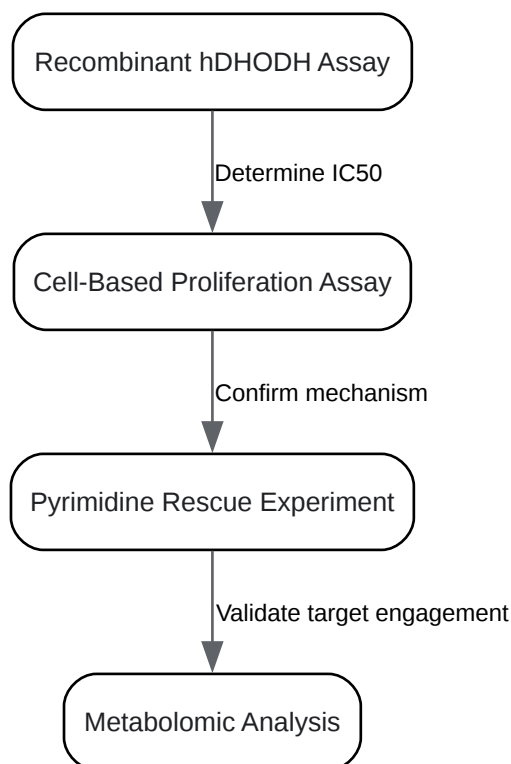 Recombinant hDHODH Assay
Determine IC50
Cell-Based Proliferation Assay
Confirm mechanism
Pyrimidine Rescue Experiment
Validate target engagement
Metabolomic Analysis